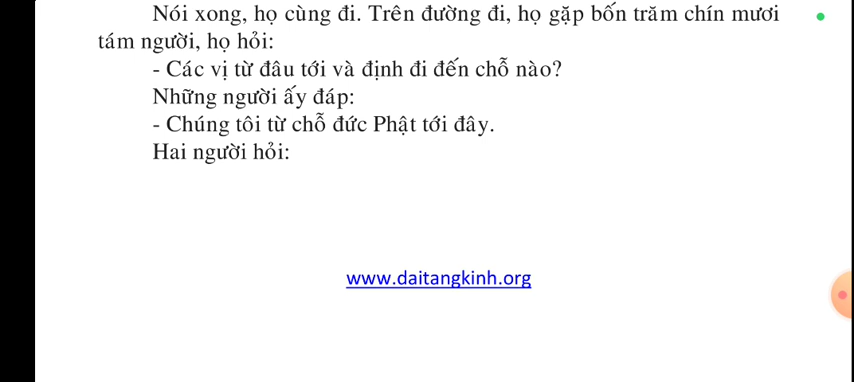 Nói xong, họ cùng đi. Trên đường đi, họ gặp bốn trăm chín mươi
tám người, họ hỏi:
- Các vị từ đâu tới và định đi đến chỗ nào?
Những người ấy đáp:
- Chúng tôi từ chỗ đức Phật tới đây.
Hai người hỏi:
www.daitangkinh.org